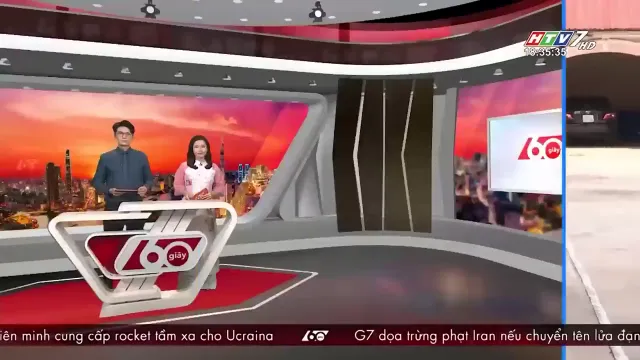 HTV7 HD
18:35:35
60 giây
60 giây
iên minh cung cấp rocket tầm xa cho Ucraina 60 G7 dọa trừng phạt Iran nếu chuyển tên lửa đạn